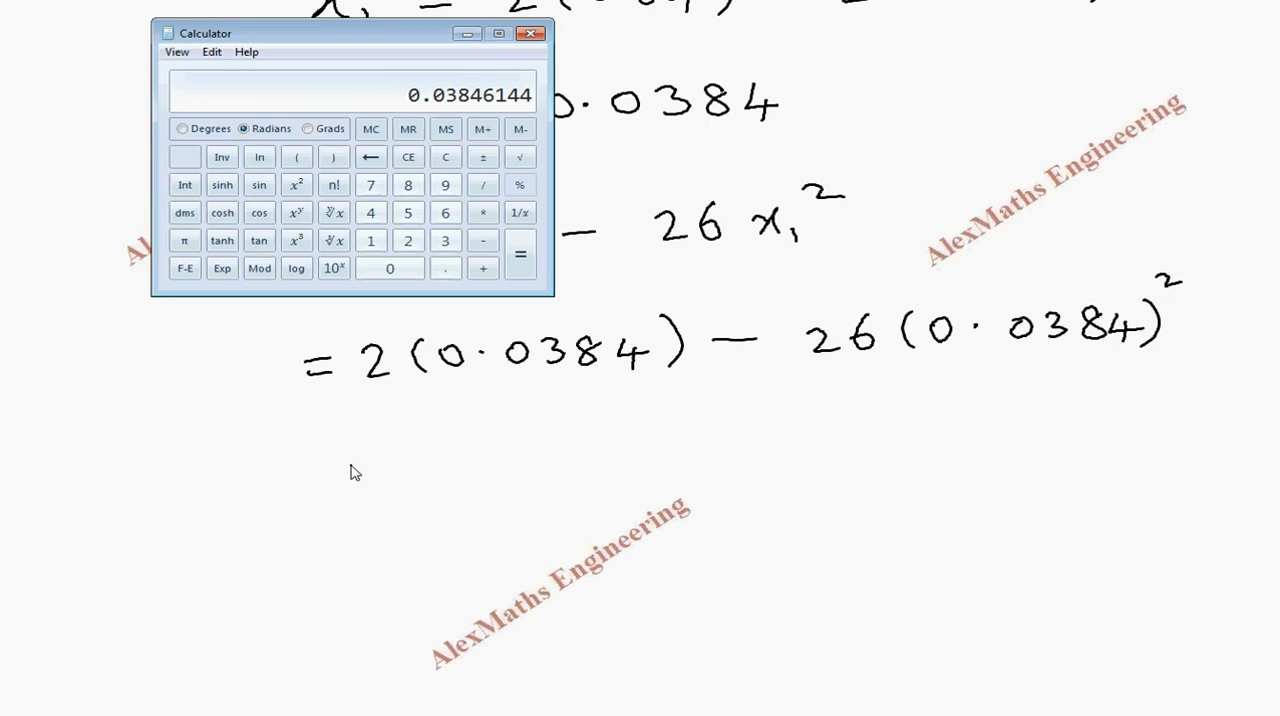 Calculator
View Edit Help
0.03846144
Degrees Radians Grads MC MR MS M+ M-
Inv ln ( ) ← CE C ± √
Int sinh sin x² n! 7 8 9 / %
dms cosh cos xʸ ʸ√x 4 5 6 * 1/x
π tanh tan x³ ³√x 1 2 3 - =
F-E Exp Mod log 10ˣ 0 . +
0.0384
- 26 x₁²
= 2(0.0384) - 26(0.0384)²
AlexMaths Engineering
AlexMaths Engineering